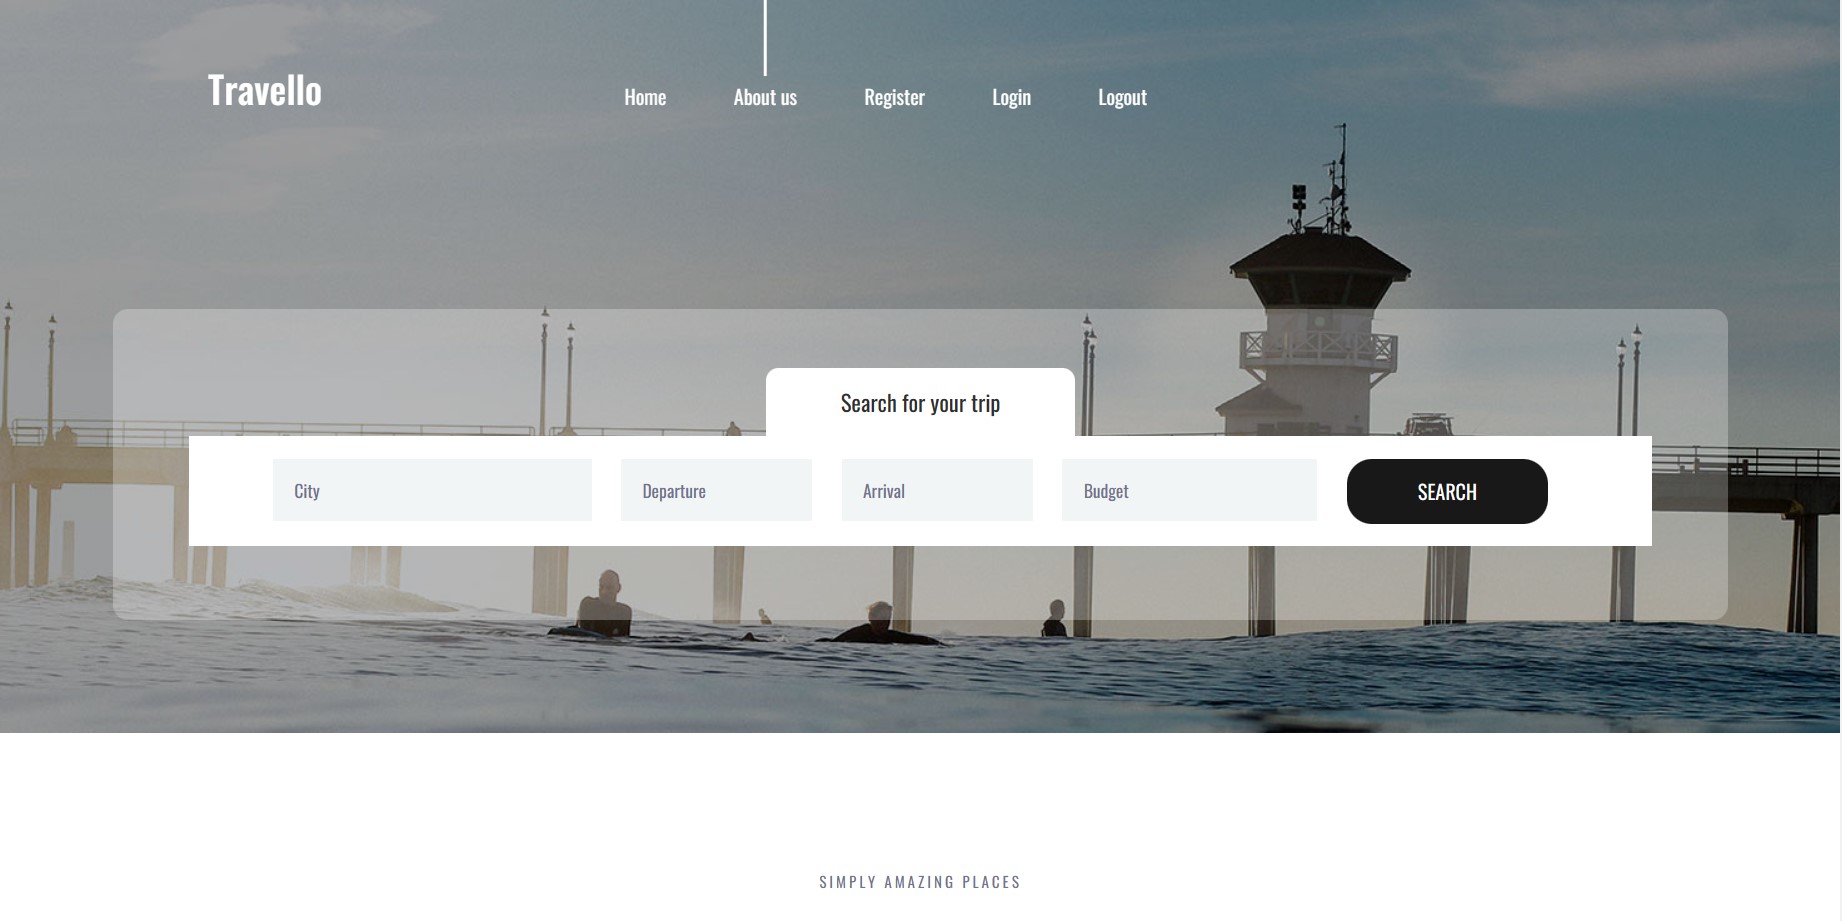 Travello
Home About us Register Login Logout
Search for your trip
City Departure Arrival Budget SEARCH
SIMPLY AMAZING PLACES